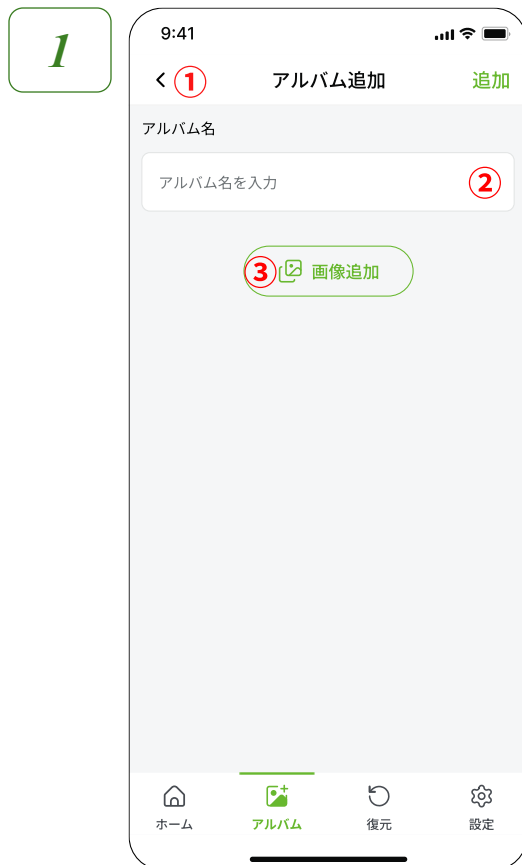 1
9:41
① アルバム追加 追加
アルバム名
アルバム名を入力 ②
③ 画像追加
ホーム アルバム 復元 設定